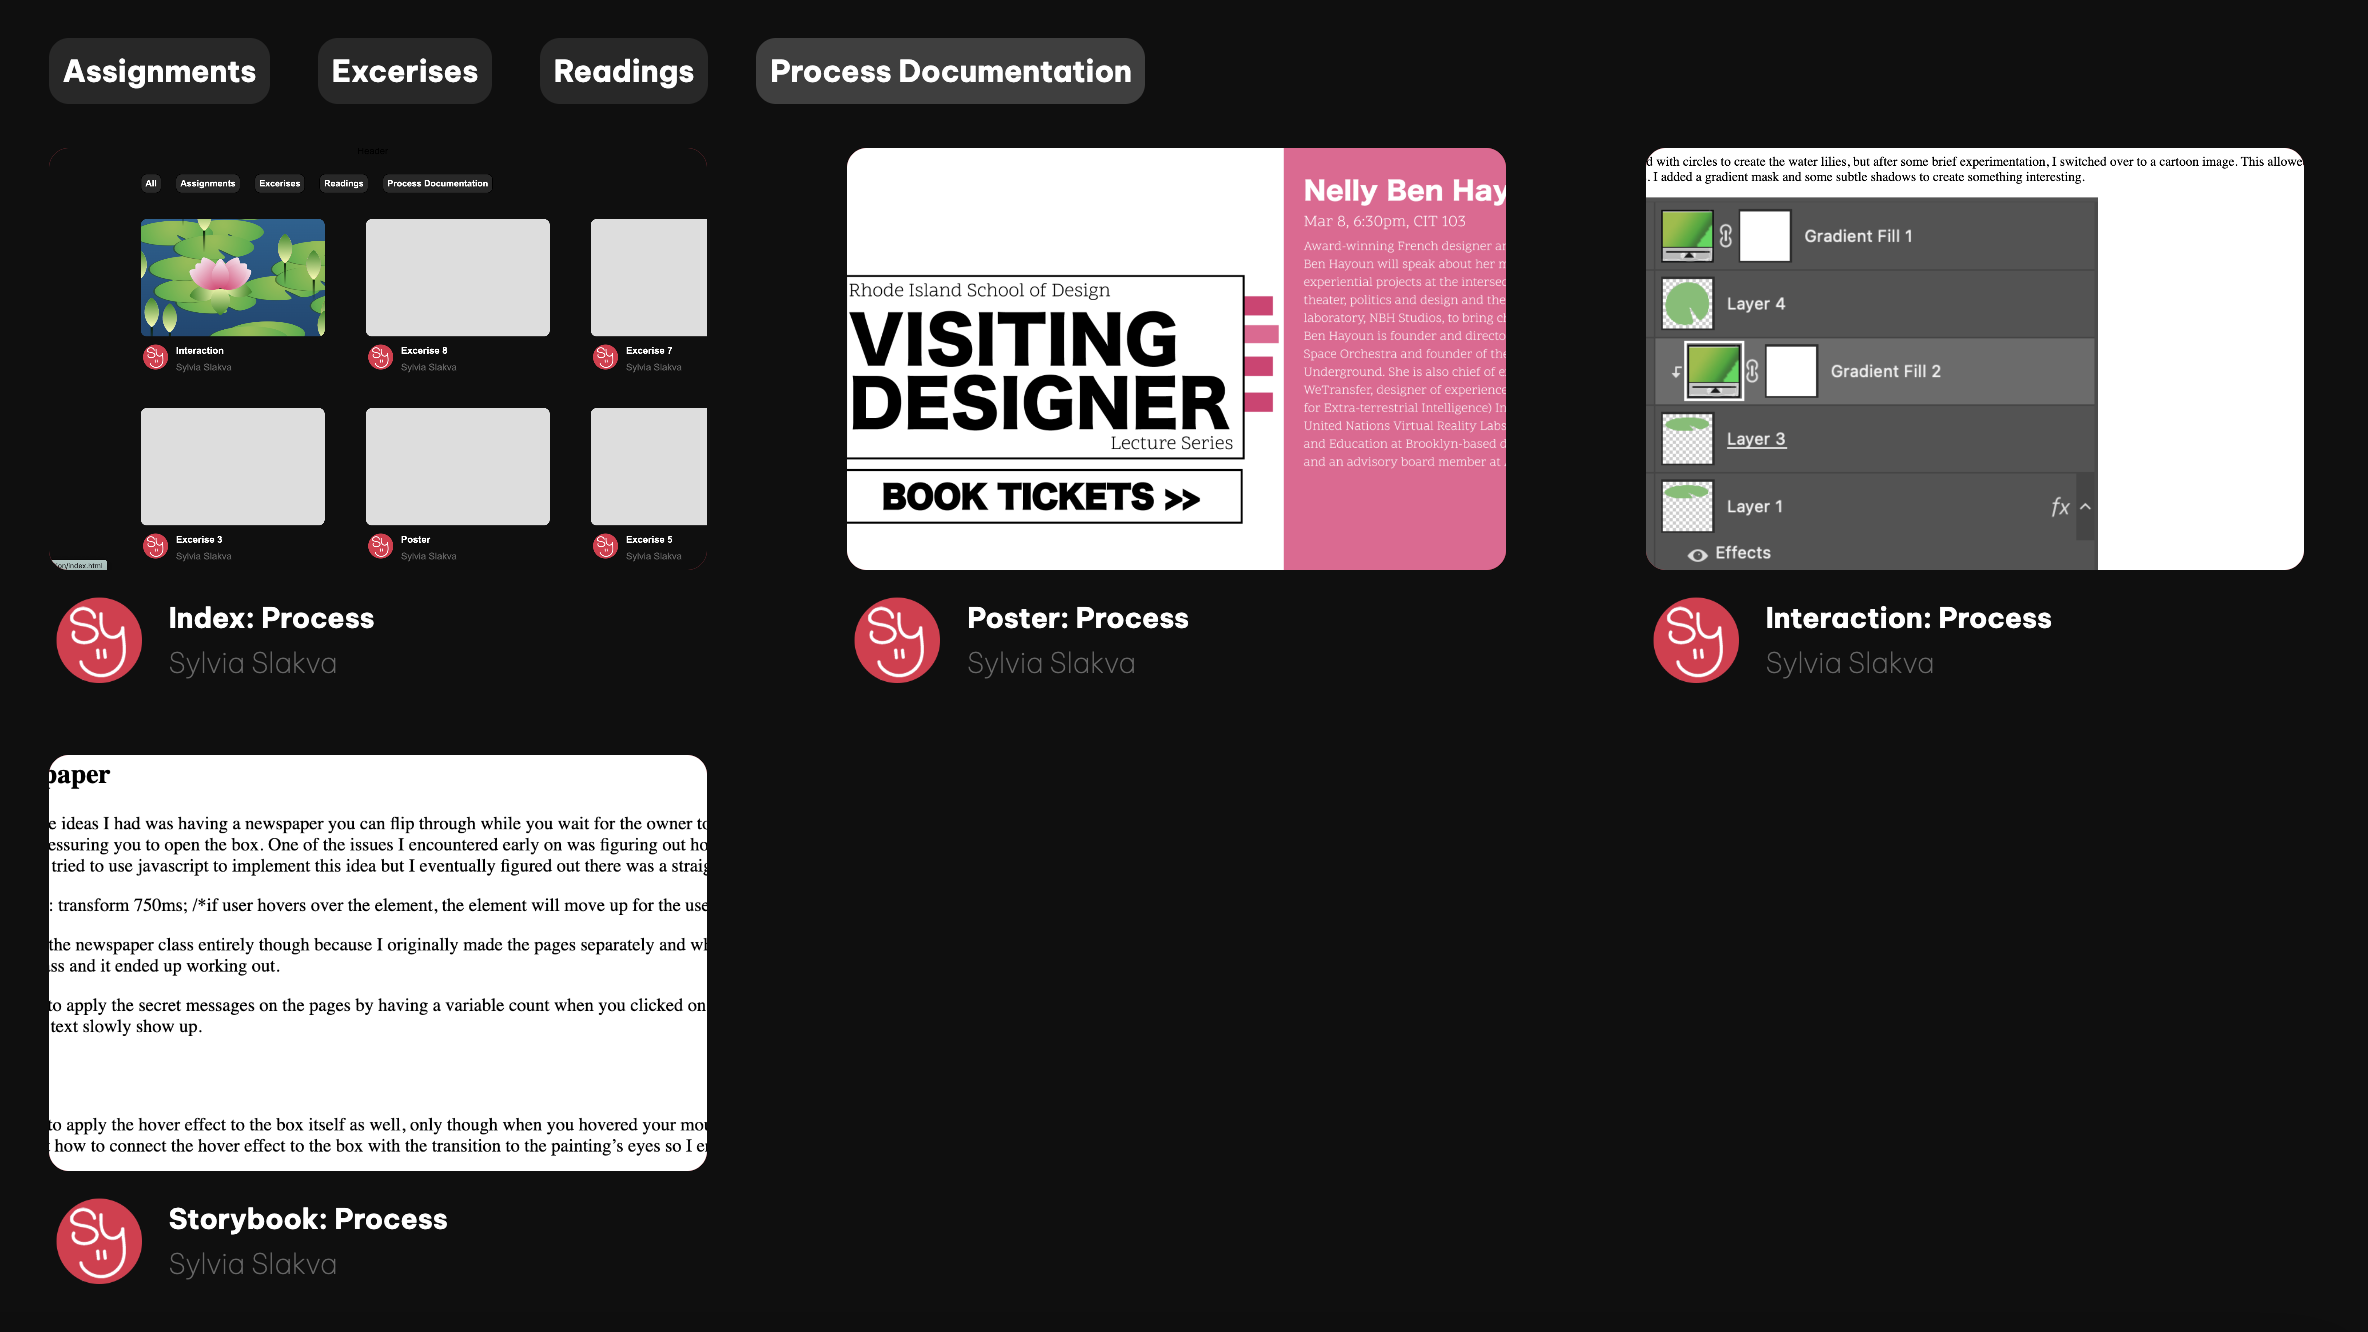 Assignments
Excerises
Readings
Process Documentation
Header
All
Assignments
Excerises
Readings
Process Documentation
Sy
Interaction
Sylvia Slakva
Sy
Excerise 8
Sylvia Slakva
Sy
Excerise 7
Sylvia Slakva
Sy
Excerise 3
Sylvia Slakva
Sy
Poster
Sylvia Slakva
Sy
Excerise 5
Sylvia Slakva
/index.html
Sy
Index: Process
Sylvia Slakva
Rhode Island School of Design
VISITING
DESIGNER
Lecture Series
BOOK TICKETS >>
Nelly Ben Hay
Mar 8, 6:30pm, CIT 103
Award-winning French designer
Ben Hayoun will speak about her
experiential projects at the
theater, politics and design and the
laboratory, NBH Studios, to bring
Ben Hayoun is founder and
Space Orchestra and founder of the
Underground. She is also chief of
WeTransfer, designer of
for Extra-terrestrial Intelligence)
United Nations Virtual Reality Labs
and Education at Brooklyn-based
and an advisory board member at
Sy
Poster: Process
Sylvia Slakva
d with circles to create the water lilies, but after some brief experimentation, I switched over to a cartoon image. This allowe
. I added a gradient mask and some subtle shadows to create something interesting.
Gradient Fill 1
Layer 4
Gradient Fill 2
Layer 3
Layer 1
fx
Effects
Sy
Interaction: Process
Sylvia Slakva
paper
e ideas I had was having a newspaper you can flip through while you wait for the owner to
essuring you to open the box. One of the issues I encountered early on was figuring out ho
tried to use javascript to implement this idea but I eventually figured out there was a straig
: transform 750ms; /*if user hovers over the element, the element will move up for the use
the newspaper class entirely though because I originally made the pages separately and wh
ss and it ended up working out.
to apply the secret messages on the pages by having a variable count when you clicked on
text slowly show up.
to apply the hover effect to the box itself as well, only though when you hovered your mou
how to connect the hover effect to the box with the transition to the painting’s eyes so I
Sy
Storybook: Process
Sylvia Slakva